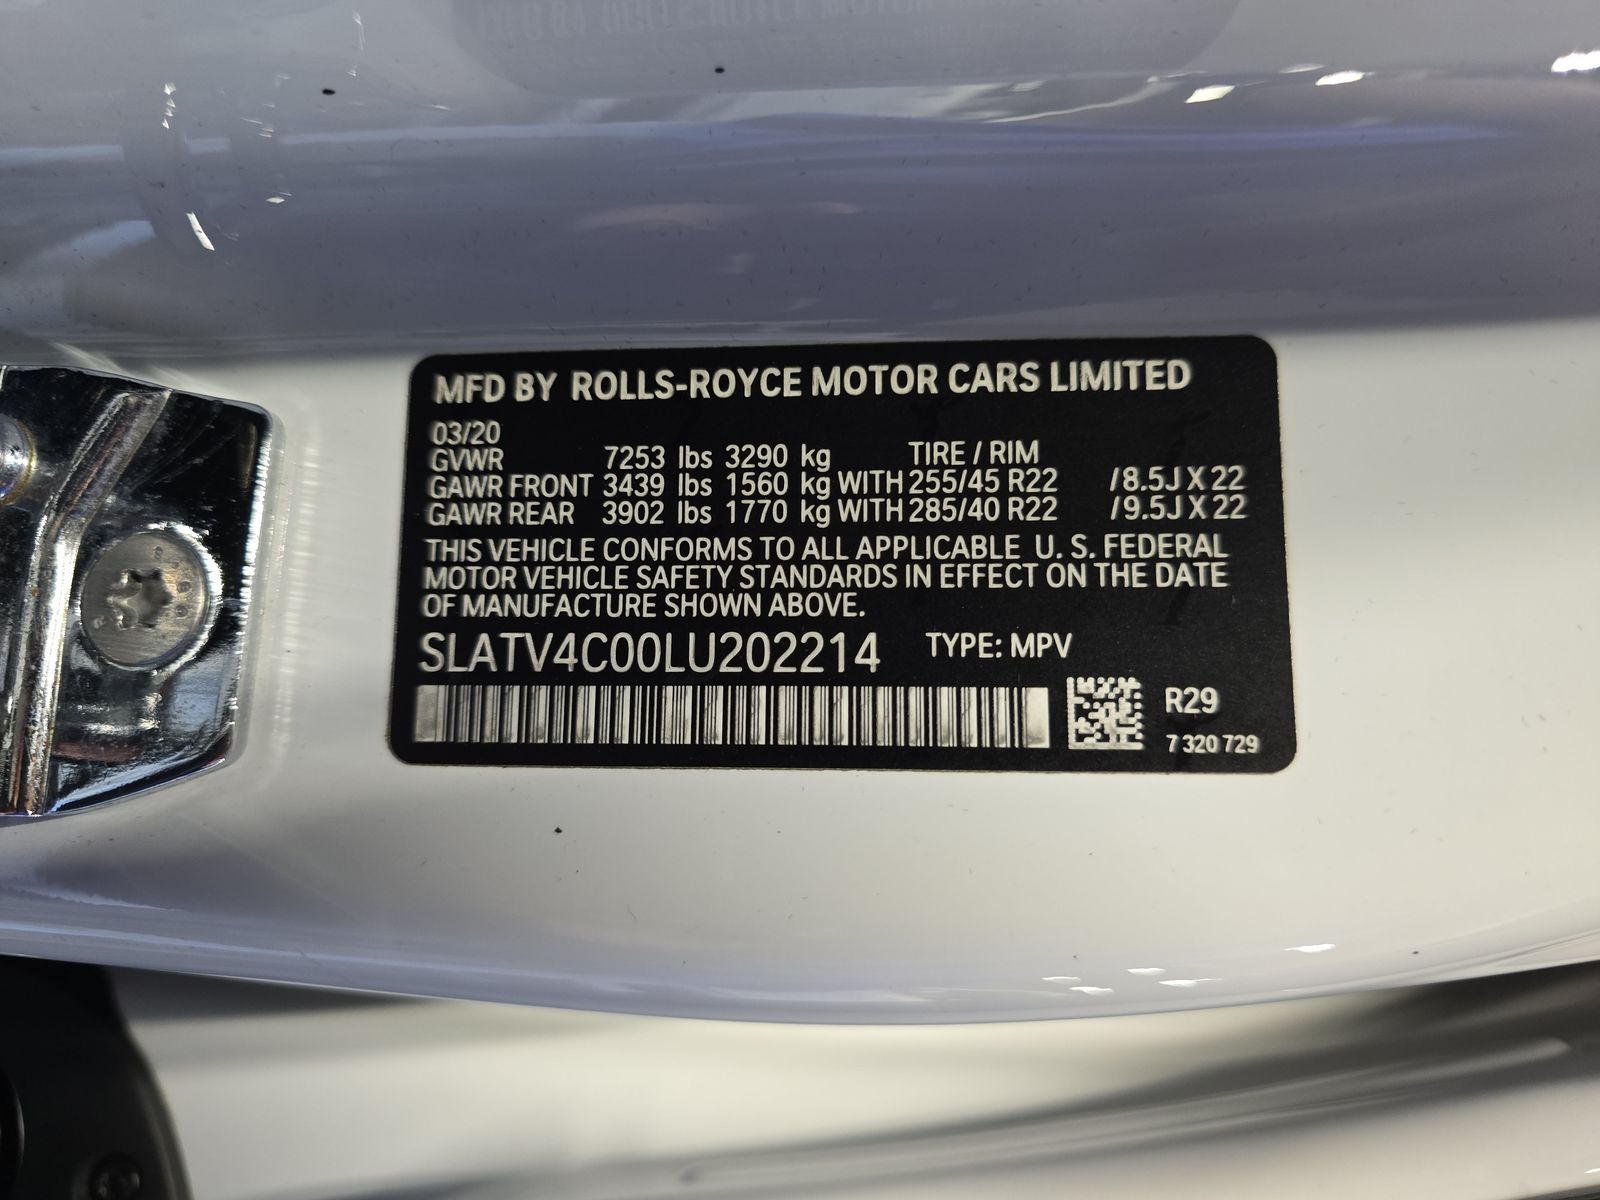 MFD BY ROLLS-ROYCE MOTOR CARS LIMITED
03/20
GVWR 7253 lbs 3290 kg TIRE / RIM
GAWR FRONT 3439 lbs 1560 kg WITH 255/45 R22 /8.5J X 22
GAWR REAR 3902 lbs 1770 kg WITH 285/40 R22 /9.5J X 22
THIS VEHICLE CONFORMS TO ALL APPLICABLE U. S. FEDERAL
MOTOR VEHICLE SAFETY STANDARDS IN EFFECT ON THE DATE
OF MANUFACTURE SHOWN ABOVE.
SLATV4C00LU202214 TYPE: MPV
R29
7 320 729